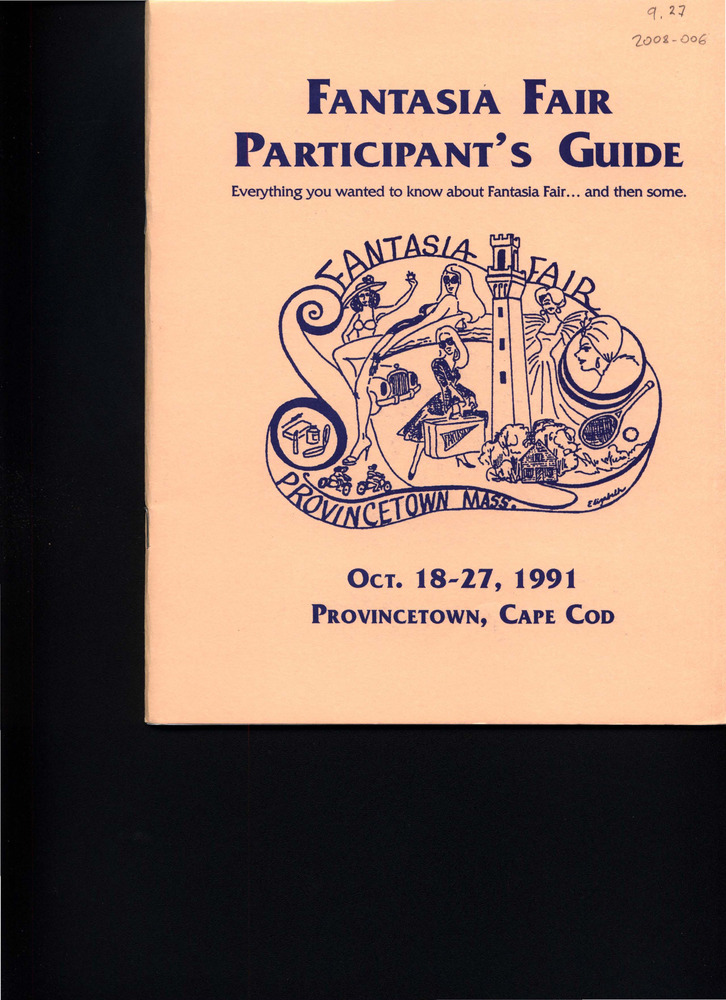 9.27
2008-006
FANTASIA FAIR
PARTICIPANT'S GUIDE
Everything you wanted to know about Fantasia Fair... and then some.
FANTASIA FAIR
PROVINCETOWN MASS.
Elizabeth
OCT. 18-27, 1991
PROVINCETOWN, CAPE COD